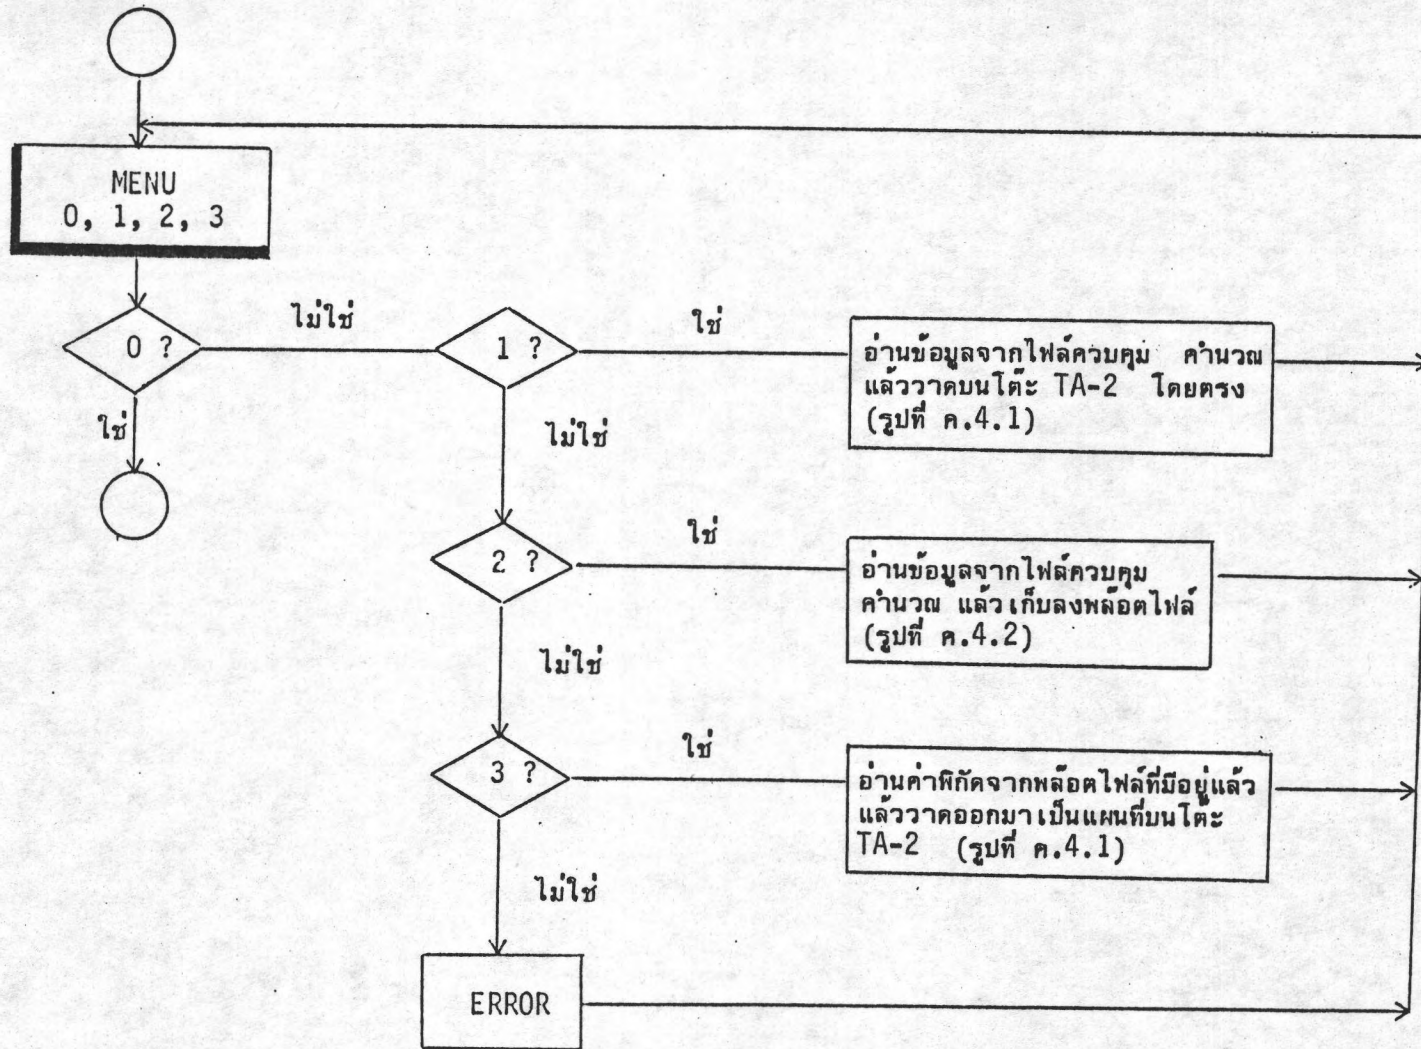 MENU
0, 1, 2, 3
0 ?
ไม่ใช่
1 ?
ใช่
อ่านข้อมูลจากไฟล์ควบคุม คำนวณ
แล้ววาดบนโต๊ะ TA-2 โดยตรง
(รูปที่ ค.4.1)
ใช่
ไม่ใช่
2 ?
ใช่
อ่านข้อมูลจากไฟล์ควบคุม
คำนวณ แล้วเก็บลงพล๊อตไฟล์
(รูปที่ ค.4.2)
ไม่ใช่
3 ?
ใช่
อ่านค่าพิกัดจากพล๊อตไฟล์ที่มีอยู่แล้ว
แล้ววาดออกมาเป็นแผนที่บนโต๊ะ
TA-2 (รูปที่ ค.4.1)
ไม่ใช่
ERROR